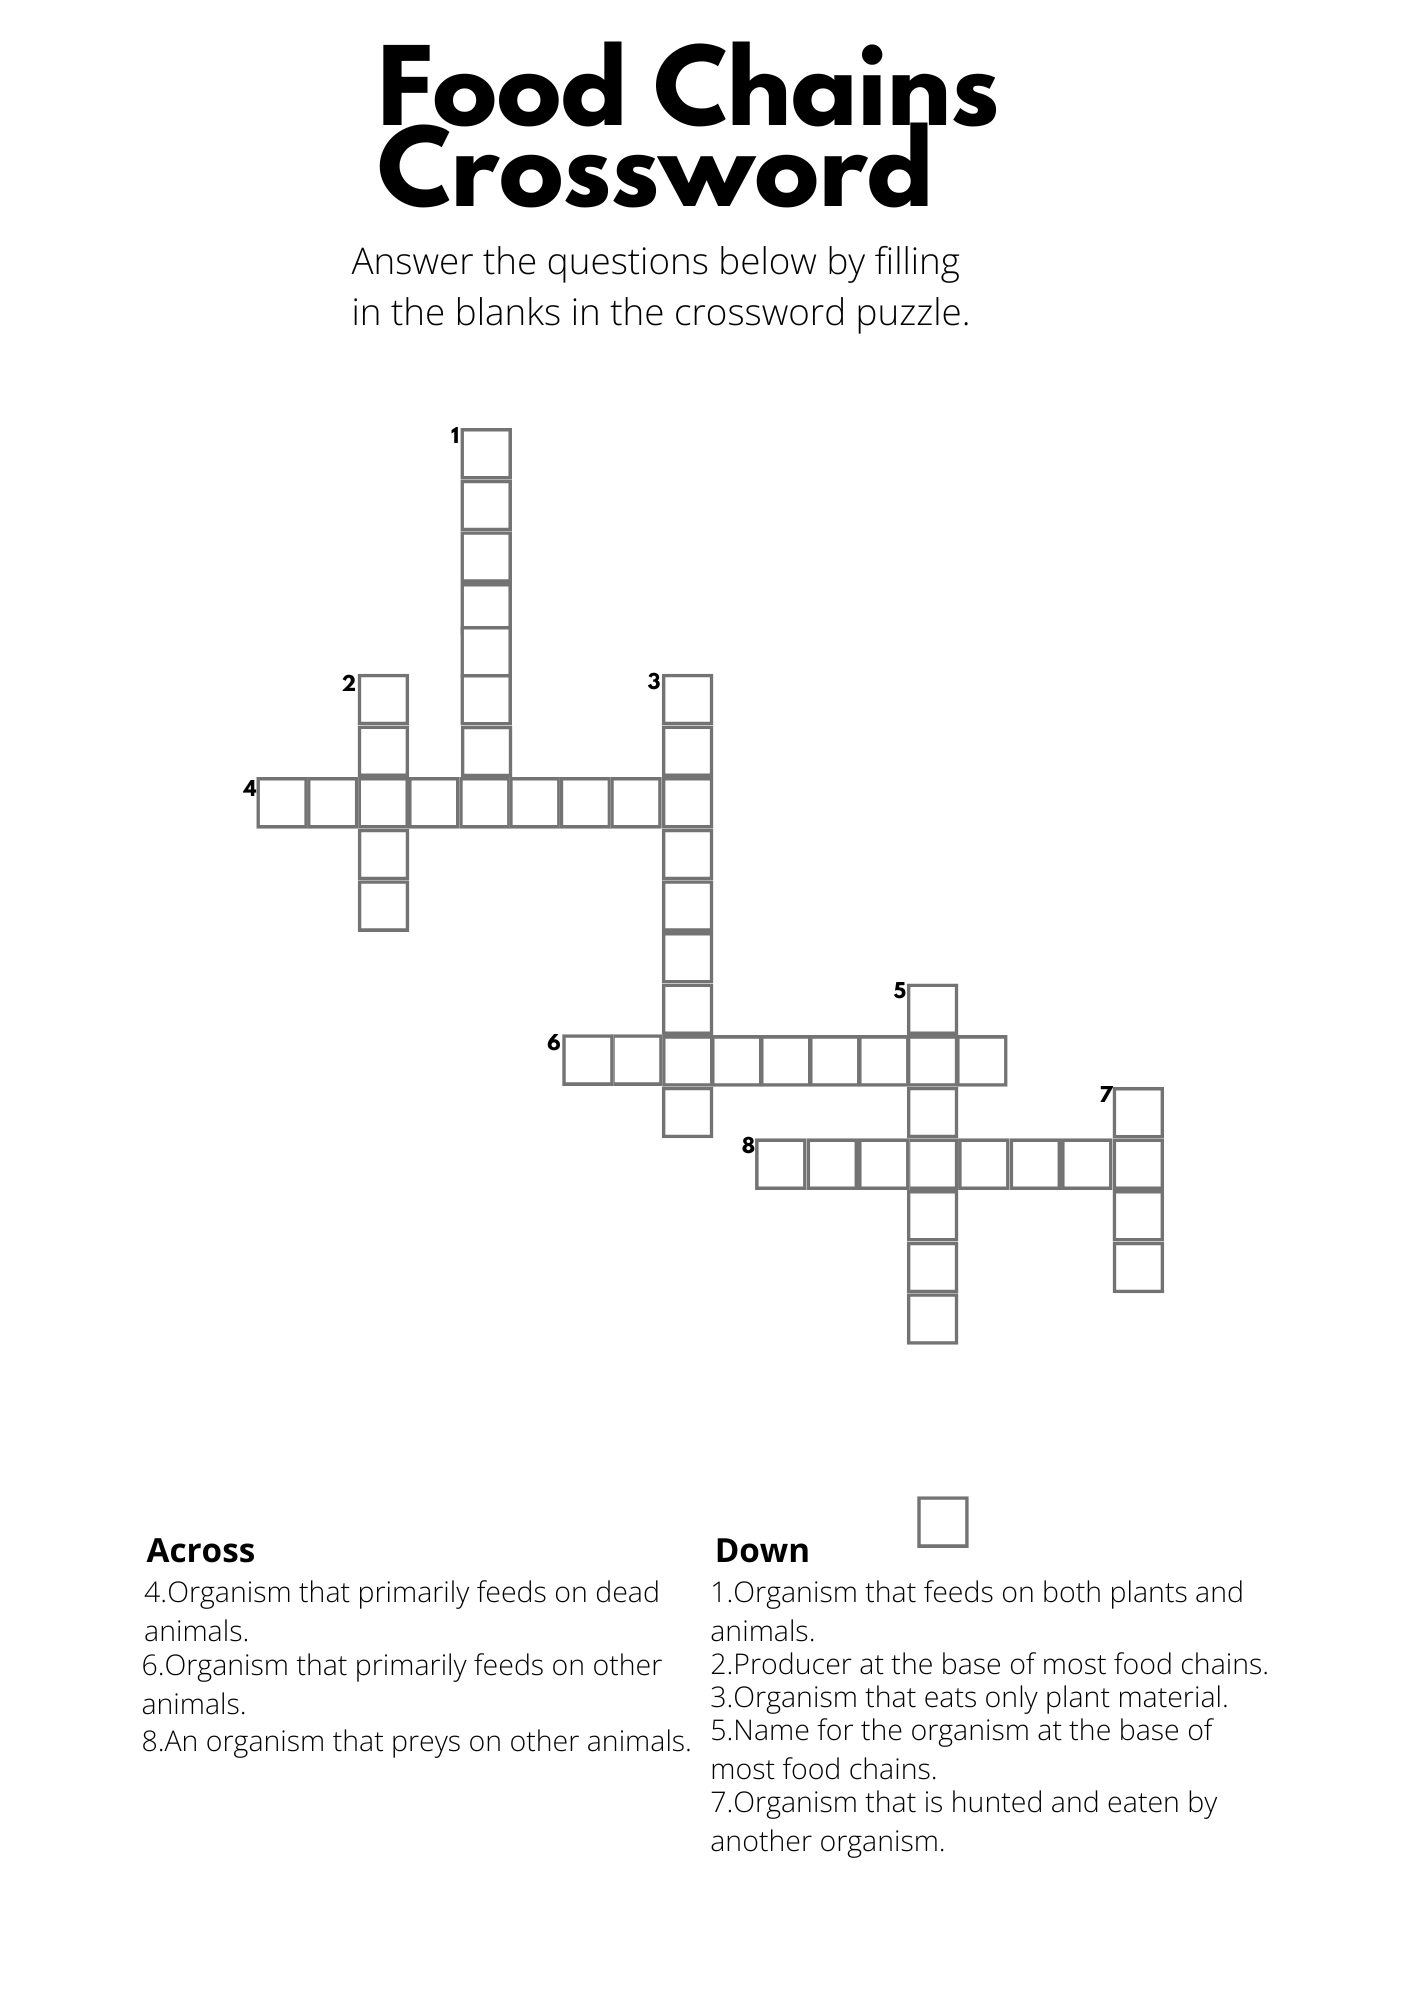 Food Chains
Crossword
Answer the questions below by filling
in the blanks in the crossword puzzle.
1
2
3
4
5
6
7
8
Across
4.Organism that primarily feeds on dead
animals.
6.Organism that primarily feeds on other
animals.
8.An organism that preys on other animals.
Down
1.Organism that feeds on both plants and
animals.
2.Producer at the base of most food chains.
3.Organism that eats only plant material.
5.Name for the organism at the base of
most food chains.
7.Organism that is hunted and eaten by
another organism.